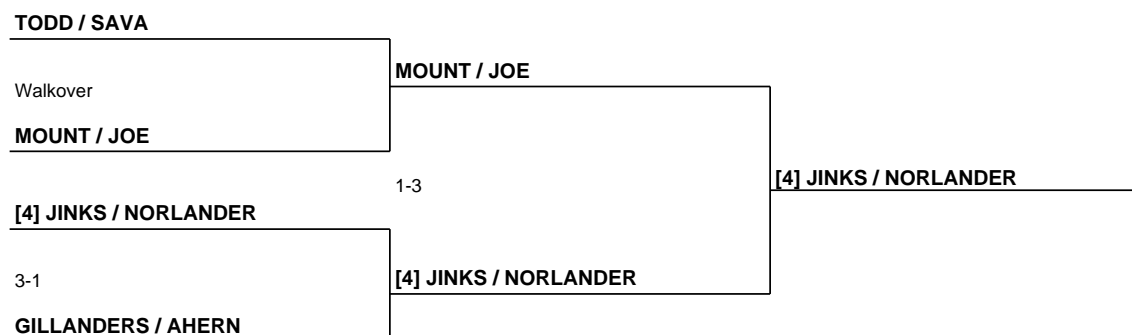 TODD / SAVA
Walkover
MOUNT / JOE
MOUNT / JOE
1-3
[4] JINKS / NORLANDER
[4] JINKS / NORLANDER
3-1
[4] JINKS / NORLANDER
GILLANDERS / AHERN